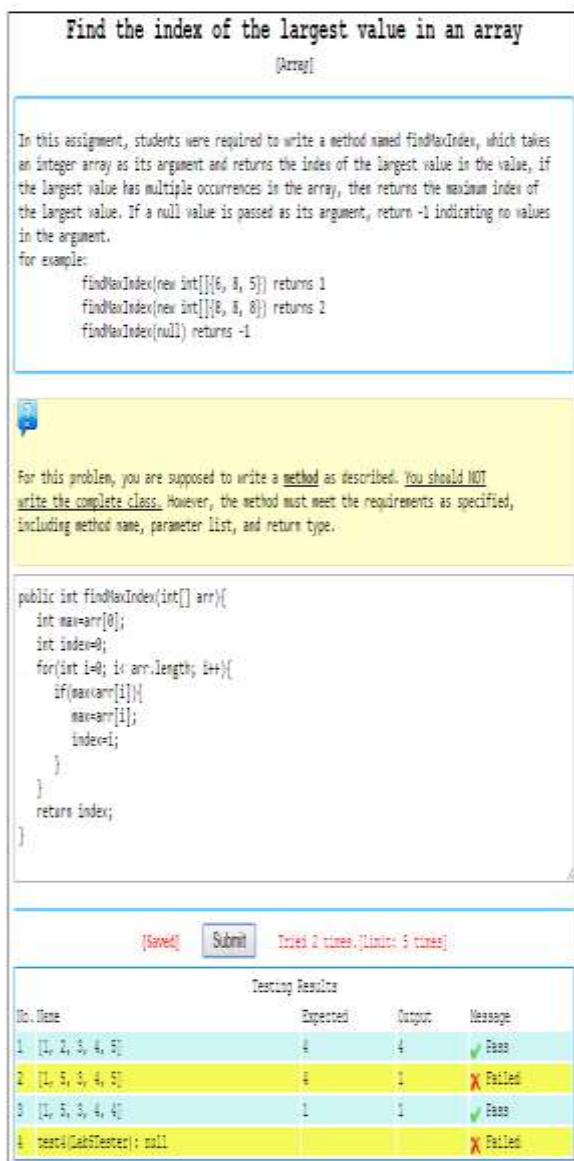 Find the index of the largest value in an array
[Array]
In this assignment, students were required to write a method named findMaxIndex, which takes
an integer array as its argument and returns the index of the largest value in the value, if
the largest value has multiple occurrences in the array, then returns the maximum index of
the largest value. If a null value is passed as its argument, return -1 indicating no values
in the argument.
for example:
findMaxIndex(new int[]{6, 8, 5}) returns 1
findMaxIndex(new int[]{8, 8, 8}) returns 2
findMaxIndex(null) returns -1
For this problem, you are supposed to write a method as described. You should NOT
write the complete class. However, the method must meet the requirements as specified,
including method name, parameter list, and return type.
public int findMaxIndex(int[] arr){
int max=arr[0];
int index=0;
for(int i=0; i< arr.length; i++){
if(max<arr[i]){
max=arr[i];
index=i;
}
}
return index;
}
[Saved] Submit Tried 2 times.[Limit: 5 times]
Testing Results
No. Name Expected Output Message
1 [1, 2, 3, 4, 5] 4 4 Pass
2 [1, 5, 3, 4, 5] 4 1 Failed
3 [1, 5, 3, 4, 4] 1 1 Pass
4 test4(Lab5Tester): null Failed